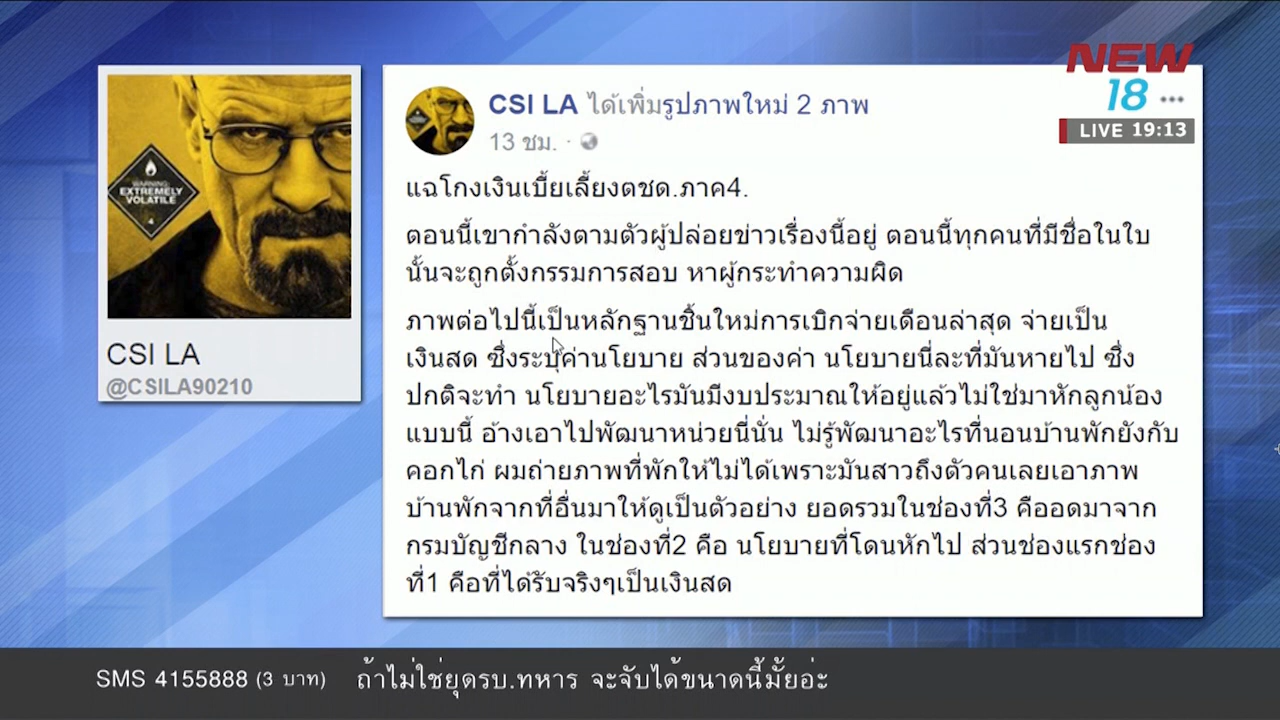 NEW
18
LIVE 19:13
WARNING:
EXTREMELY
VOLATILE
4
CSI LA
@CSILA90210
CSI LA ได้เพิ่มรูปภาพใหม่ 2 ภาพ
13 ชม. ·
แฉโกงเงินเบี้ยเลี้ยงตชด.ภาค4.
ตอนนี้เขากำลังตามตัวผู้ปล่อยข่าวเรื่องนี้อยู่ ตอนนี้ทุกคนที่มีชื่อในใบ
นั้นจะถูกตั้งกรรมการสอบ หาผู้กระทำความผิด
ภาพต่อไปนี้เป็นหลักฐานชิ้นใหม่การเบิกจ่ายเดือนล่าสุด จ่ายเป็น
เงินสด ซึ่งระบุค่านโยบาย ส่วนของค่า นโยบายนี่ละที่มันหายไป ซึ่ง
ปกติจะทำ นโยบายอะไรมันมีงบประมาณให้อยู่แล้วไม่ใช่มาหักลูกน้อง
แบบนี้ อ้างเอาไปพัฒนาหน่วยนี่นั่น ไม่รู้พัฒนาอะไรที่นอนบ้านพักยังกับ
คอกไก่ ผมถ่ายภาพที่พักให้ไม่ได้เพราะมันสาวถึงตัวคนเลยเอาภาพ
บ้านพักจากที่อื่นมาให้ดูเป็นตัวอย่าง ยอดรวมในช่องที่3 คืออดมาจาก
กรมบัญชีกลาง ในช่องที่2 คือ นโยบายที่โดนหักไป ส่วนช่องแรกช่อง
ที่1 คือที่ได้รับจริงๆเป็นเงินสด
SMS 4155888 (3 บาท) ถ้าไม่ใช่ยุดรบ.ทหาร จะจับได้ขนาดนี้มั้ยอ่ะ